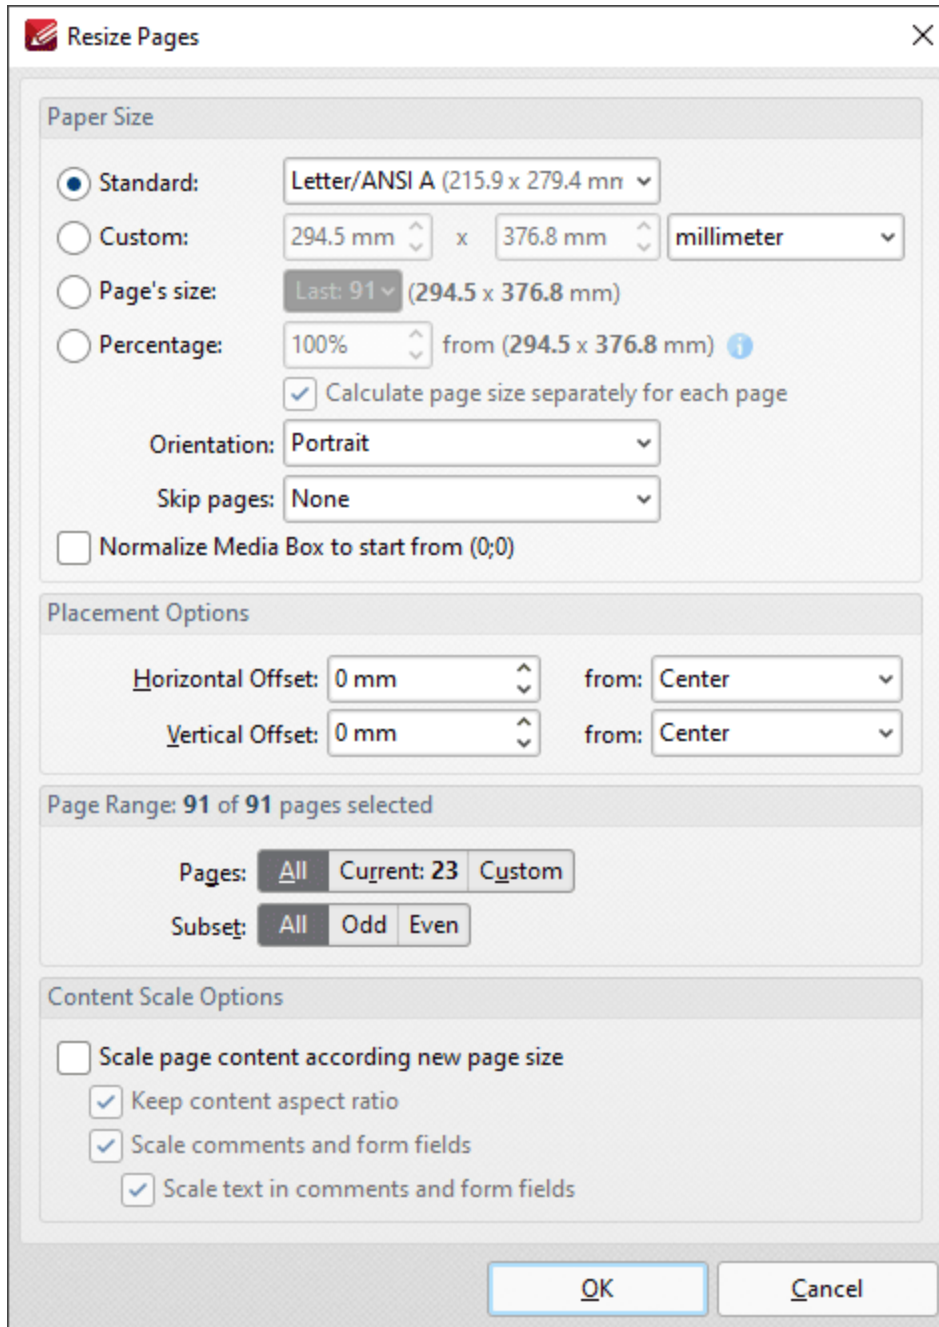 Resize Pages
Paper Size
Standard: Letter/ANSI A (215.9 x 279.4 mm
Custom: 294.5 mm x 376.8 mm millimeter
Page's size: Last: 91 (294.5 x 376.8 mm)
Percentage: 100% from (294.5 x 376.8 mm) i
Calculate page size separately for each page
Orientation: Portrait
Skip pages: None
Normalize Media Box to start from (0;0)
Placement Options
Horizontal Offset: 0 mm from: Center
Vertical Offset: 0 mm from: Center
Page Range: 91 of 91 pages selected
Pages: All Current: 23 Custom
Subset: All Odd Even
Content Scale Options
Scale page content according new page size
Keep content aspect ratio
Scale comments and form fields
Scale text in comments and form fields
OK Cancel